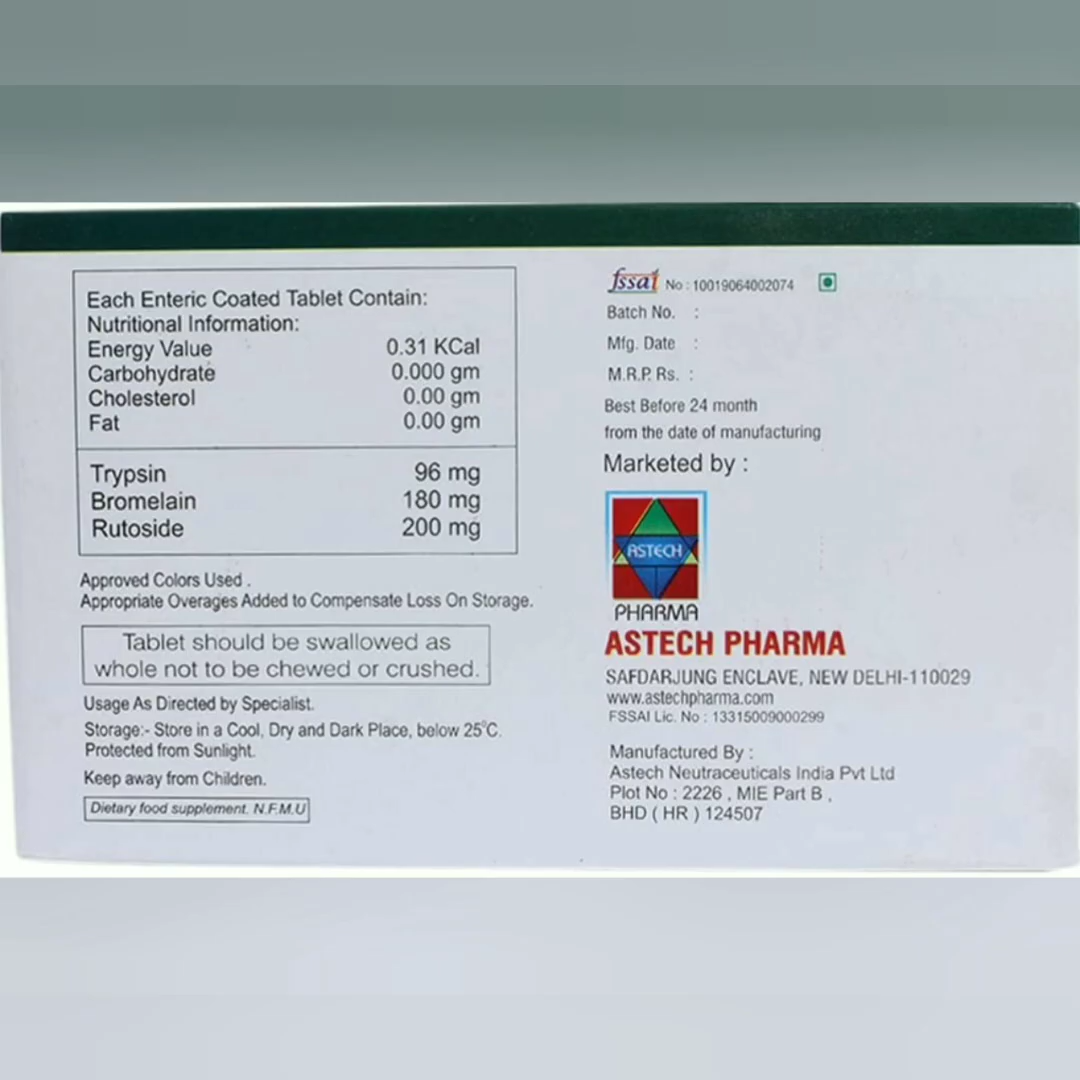 Each Enteric Coated Tablet Contain:
Nutritional Information:
Energy Value 0.31 KCal
Carbohydrate 0.000 gm
Cholesterol 0.00 gm
Fat 0.00 gm
Trypsin 96 mg
Bromelain 180 mg
Rutoside 200 mg
Approved Colors Used .
Appropriate Overages Added to Compensate Loss On Storage.
Tablet should be swallowed as
whole not to be chewed or crushed.
Usage As Directed by Specialist.
Storage:- Store in a Cool, Dry and Dark Place, below 25°C.
Protected from Sunlight.
Keep away from Children.
Dietary food supplement. N.F.M.U
fssai No : 10019064002074
Batch No. :
Mfg. Date :
M.R.P. Rs. :
Best Before 24 month
from the date of manufacturing
Marketed by :
ASTECH
PHARMA
ASTECH PHARMA
SAFDARJUNG ENCLAVE, NEW DELHI-110029
www.astechpharma.com
FSSAI Lic. No : 13315009000299
Manufactured By :
Astech Neutraceuticals India Pvt Ltd
Plot No : 2226 , MIE Part B ,
BHD ( HR ) 124507